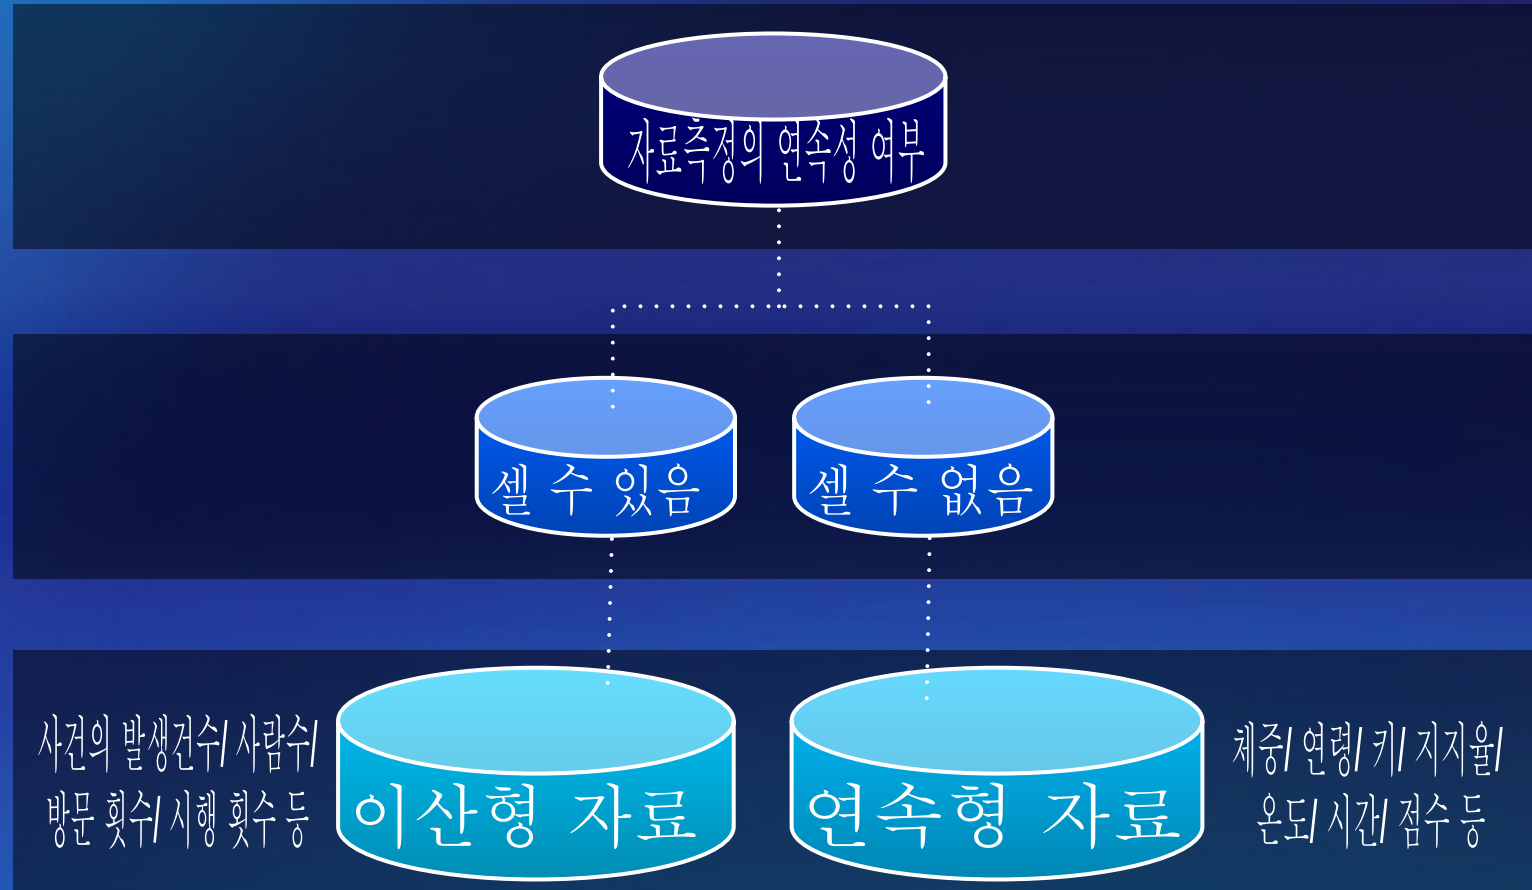 자료측정의 연속성 여부
셀 수 있음
셀 수 없음
사건의 발생건수/ 사람수/
방문 횟수/ 시행 횟수 등
이산형 자료
연속형 자료
체중/ 연령/ 키/ 지지율/
온도/ 시간/ 점수 등